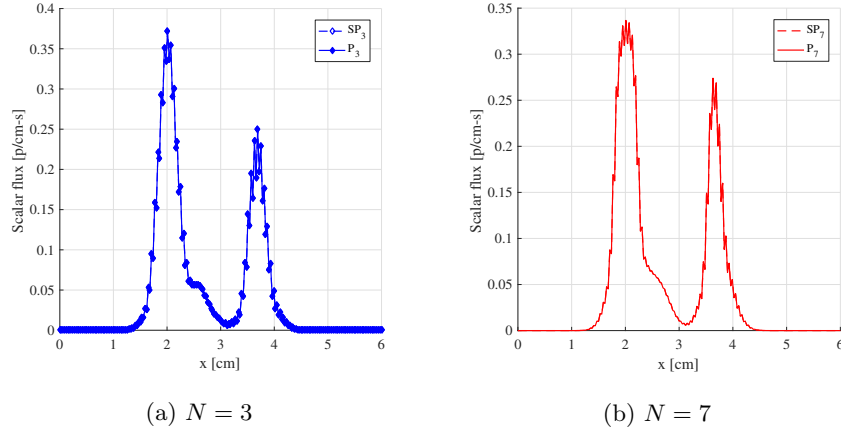 0.4
0.35
0.3
0.25
0.2
0.15
0.1
0.05
0
Scalar flux [p/cm-s]
SP3
P3
0 1 2 3 4 5 6
x [cm]
(a) N = 3
0.35
0.3
0.25
0.2
0.15
0.1
0.05
0
Scalar flux [p/cm-s]
SP7
P7
0 1 2 3 4 5 6
x [cm]
(b) N = 7